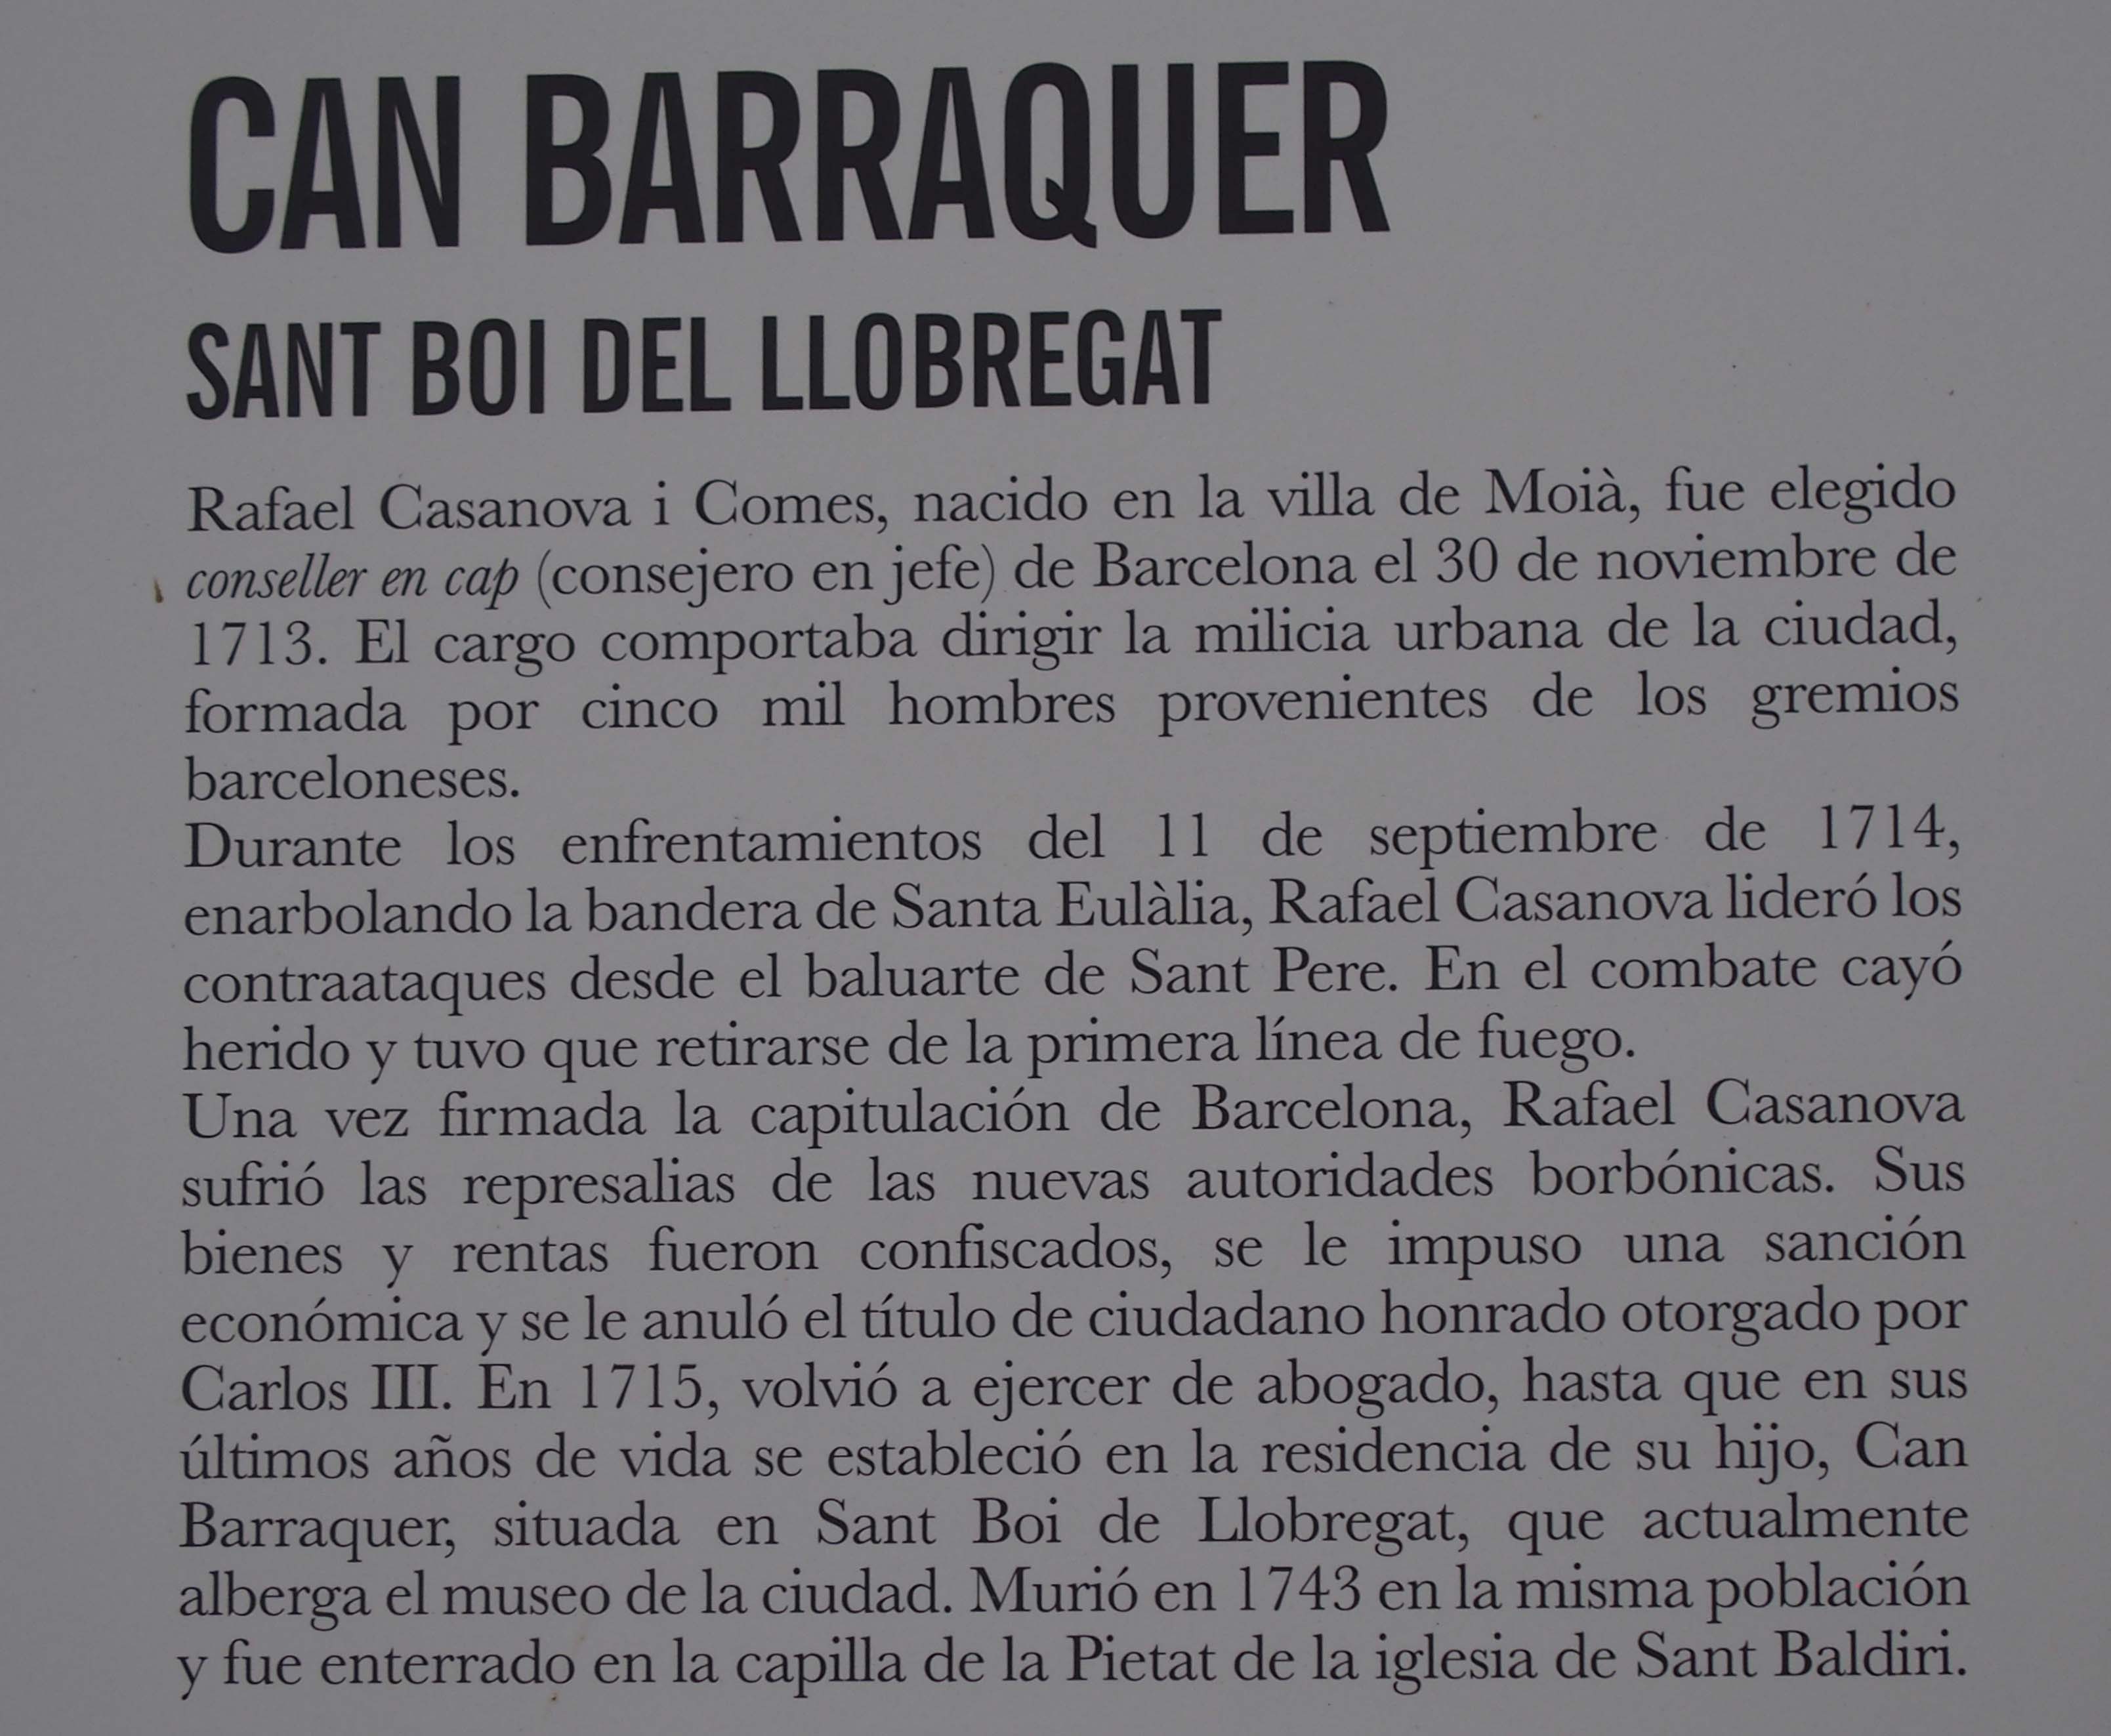 CAN BARRAQUER
SANT BOI DEL LLOBREGAT
Rafael Casanova i Comes, nacido en la villa de Moià, fue elegido
conseller en cap (consejero en jefe) de Barcelona el 30 de noviembre de
1713. El cargo comportaba dirigir la milicia urbana de la ciudad,
formada por cinco mil hombres provenientes de los gremios
barceloneses.
Durante los enfrentamientos del 11 de septiembre de 1714,
enarbolando la bandera de Santa Eulàlia, Rafael Casanova lideró los
contraataques desde el baluarte de Sant Pere. En el combate cayó
herido y tuvo que retirarse de la primera línea de fuego.
Una vez firmada la capitulación de Barcelona, Rafael Casanova
sufrió las represalias de las nuevas autoridades borbónicas. Sus
bienes y rentas fueron confiscados, se le impuso una sanción
económica y se le anuló el título de ciudadano honrado otorgado por
Carlos III. En 1715, volvió a ejercer de abogado, hasta que en sus
últimos años de vida se estableció en la residencia de su hijo, Can
Barraquer, situada en Sant Boi de Llobregat, que actualmente
alberga el museo de la ciudad. Murió en 1743 en la misma población
y fue enterrado en la capilla de la Pietat de la iglesia de Sant Baldiri.